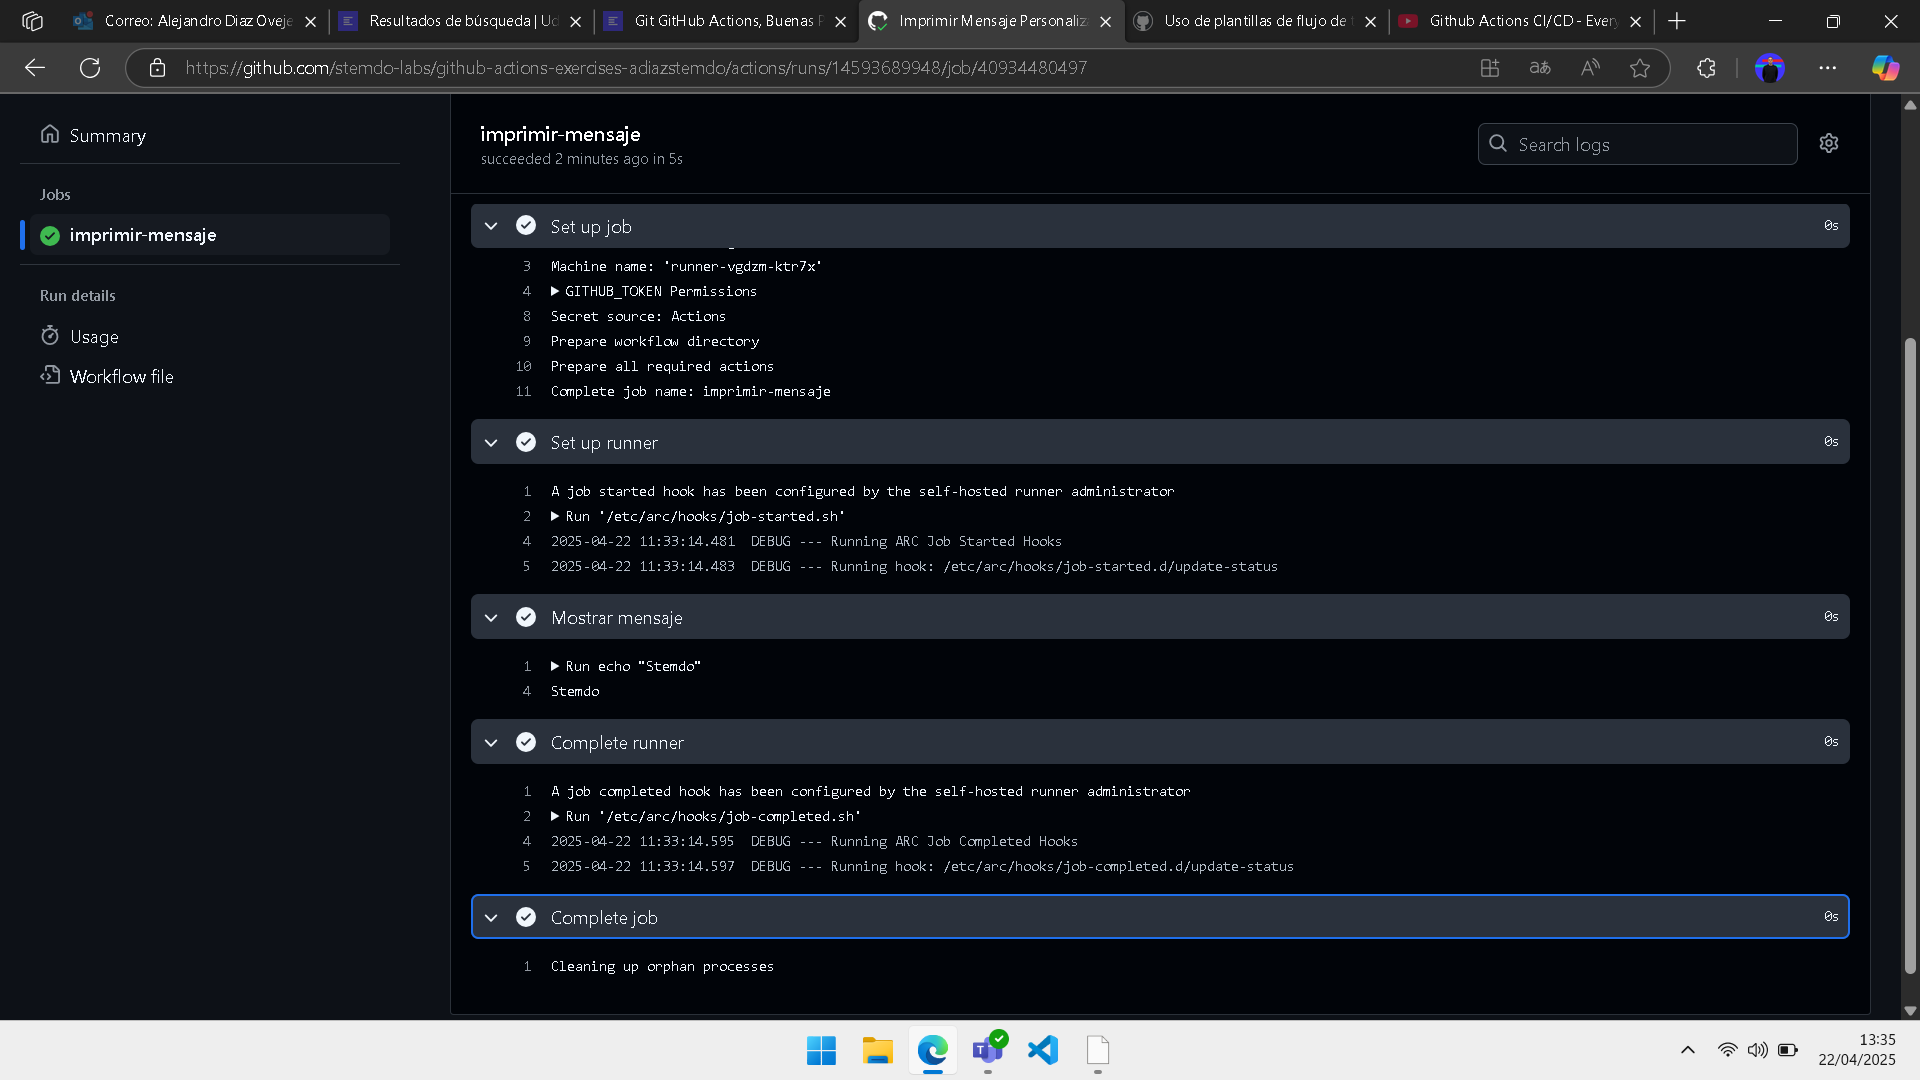 Correo: Alejandro Diaz Oveje
Resultados de búsqueda | Ud
Git GitHub Actions, Buenas P
Imprimir Mensaje Personaliza
Uso de plantillas de flujo de t
Github Actions CI/CD - Every
https://github.com/stemdo-labs/github-actions-exercises-adiazstemdo/actions/runs/14593689948/job/40934480497
Summary
Jobs
imprimir-mensaje
Run details
Usage
Workflow file
imprimir-mensaje
succeeded 2 minutes ago in 5s
Search logs
Set up job
0s
3 Machine name: 'runner-vgdzm-ktr7x'
4 GITHUB_TOKEN Permissions
8 Secret source: Actions
9 Prepare workflow directory
10 Prepare all required actions
11 Complete job name: imprimir-mensaje
Set up runner
0s
1 A job started hook has been configured by the self-hosted runner administrator
2 Run '/etc/arc/hooks/job-started.sh'
4 2025-04-22 11:33:14.481 DEBUG --- Running ARC Job Started Hooks
5 2025-04-22 11:33:14.483 DEBUG --- Running hook: /etc/arc/hooks/job-started.d/update-status
Mostrar mensaje
0s
1 Run echo "Stemdo"
4 Stemdo
Complete runner
0s
1 A job completed hook has been configured by the self-hosted runner administrator
2 Run '/etc/arc/hooks/job-completed.sh'
4 2025-04-22 11:33:14.595 DEBUG --- Running ARC Job Completed Hooks
5 2025-04-22 11:33:14.597 DEBUG --- Running hook: /etc/arc/hooks/job-completed.d/update-status
Complete job
0s
1 Cleaning up orphan processes
13:35
22/04/2025